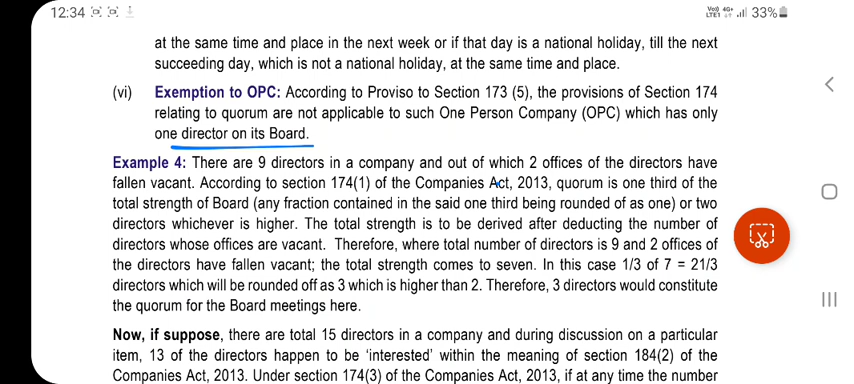 12:34
Vo)) 4G+
LTE1
33%
at the same time and place in the next week or if that day is a national holiday, till the next
succeeding day, which is not a national holiday, at the same time and place.
(vi) Exemption to OPC: According to Proviso to Section 173 (5), the provisions of Section 174
relating to quorum are not applicable to such One Person Company (OPC) which has only
one director on its Board.
Example 4: There are 9 directors in a company and out of which 2 offices of the directors have
fallen vacant. According to section 174(1) of the Companies Act, 2013, quorum is one third of the
total strength of Board (any fraction contained in the said one third being rounded of as one) or two
directors whichever is higher. The total strength is to be derived after deducting the number of
directors whose offices are vacant. Therefore, where total number of directors is 9 and 2 offices of
the directors have fallen vacant; the total strength comes to seven. In this case 1/3 of 7 = 21/3
directors which will be rounded off as 3 which is higher than 2. Therefore, 3 directors would constitute
the quorum for the Board meetings here.
Now, if suppose, there are total 15 directors in a company and during discussion on a particular
item, 13 of the directors happen to be 'interested' within the meaning of section 184(2) of the
Companies Act, 2013. Under section 174(3) of the Companies Act, 2013, if at any time the number